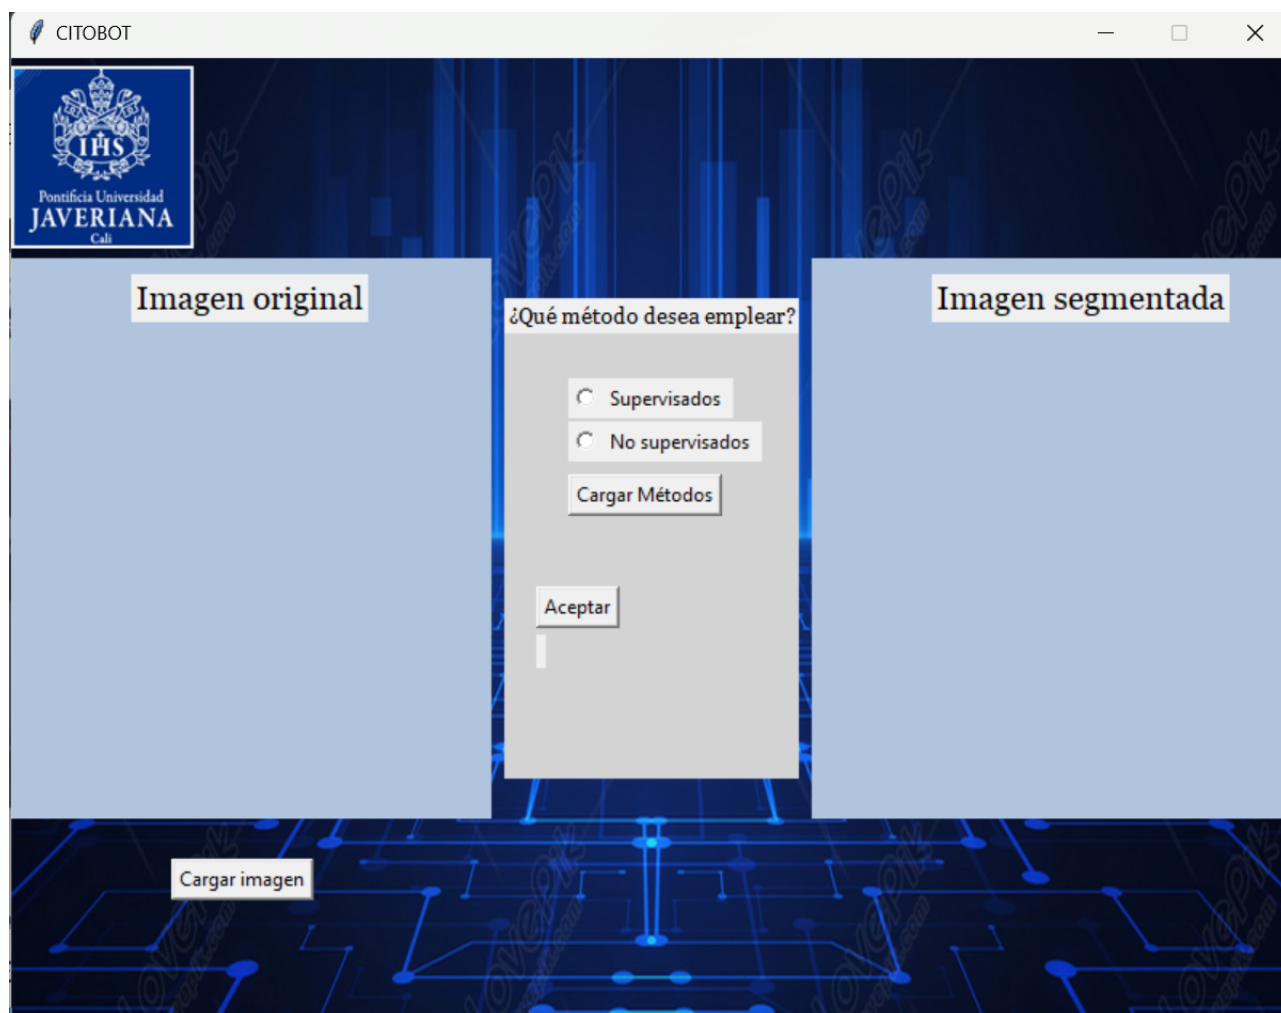 CITOBOT
IHS
Pontificia Universidad
JAVERIANA
Cali
Imagen original
¿Qué método desea emplear?
Supervisados
No supervisados
Cargar Métodos
Aceptar
Imagen segmentada
Cargar imagen